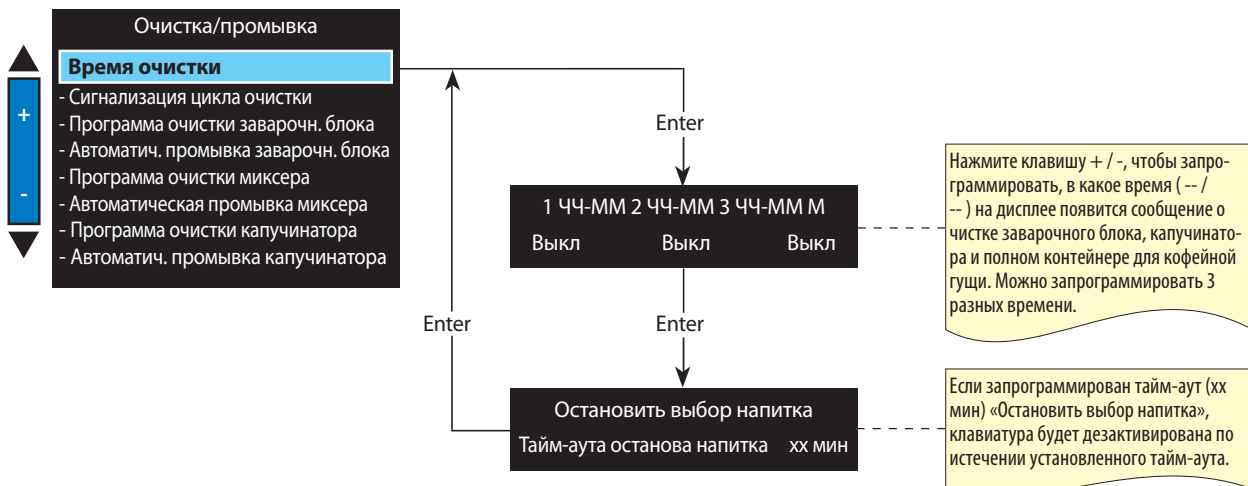 Очистка/промывка
Время очистки
- Сигнализация цикла очистки
- Программа очистки заварочн. блока
- Автоматич. промывка заварочн. блока
- Программа очистки миксера
- Автоматическая промывка миксера
- Программа очистки капучинатора
- Автоматич. промывка капучинатора
+
-
Enter
1 ЧЧ-ММ 2 ЧЧ-ММ 3 ЧЧ-ММ М
Выкл Выкл Выкл
Нажмите клавишу + / -, чтобы запро-
граммировать, в какое время ( -- /
-- ) на дисплее появится сообщение о
чистке заварочного блока, капучинато-
ра и полном контейнере для кофейной
гущи. Можно запрограммировать 3
разных времени.
Enter
Enter
Остановить выбор напитка
Тайм-аута останова напитка хх мин
Если запрограммирован тайм-аут (хх
мин) «Остановить выбор напитка»,
клавиатура будет дезактивирована по
истечении установленного тайм-аута.